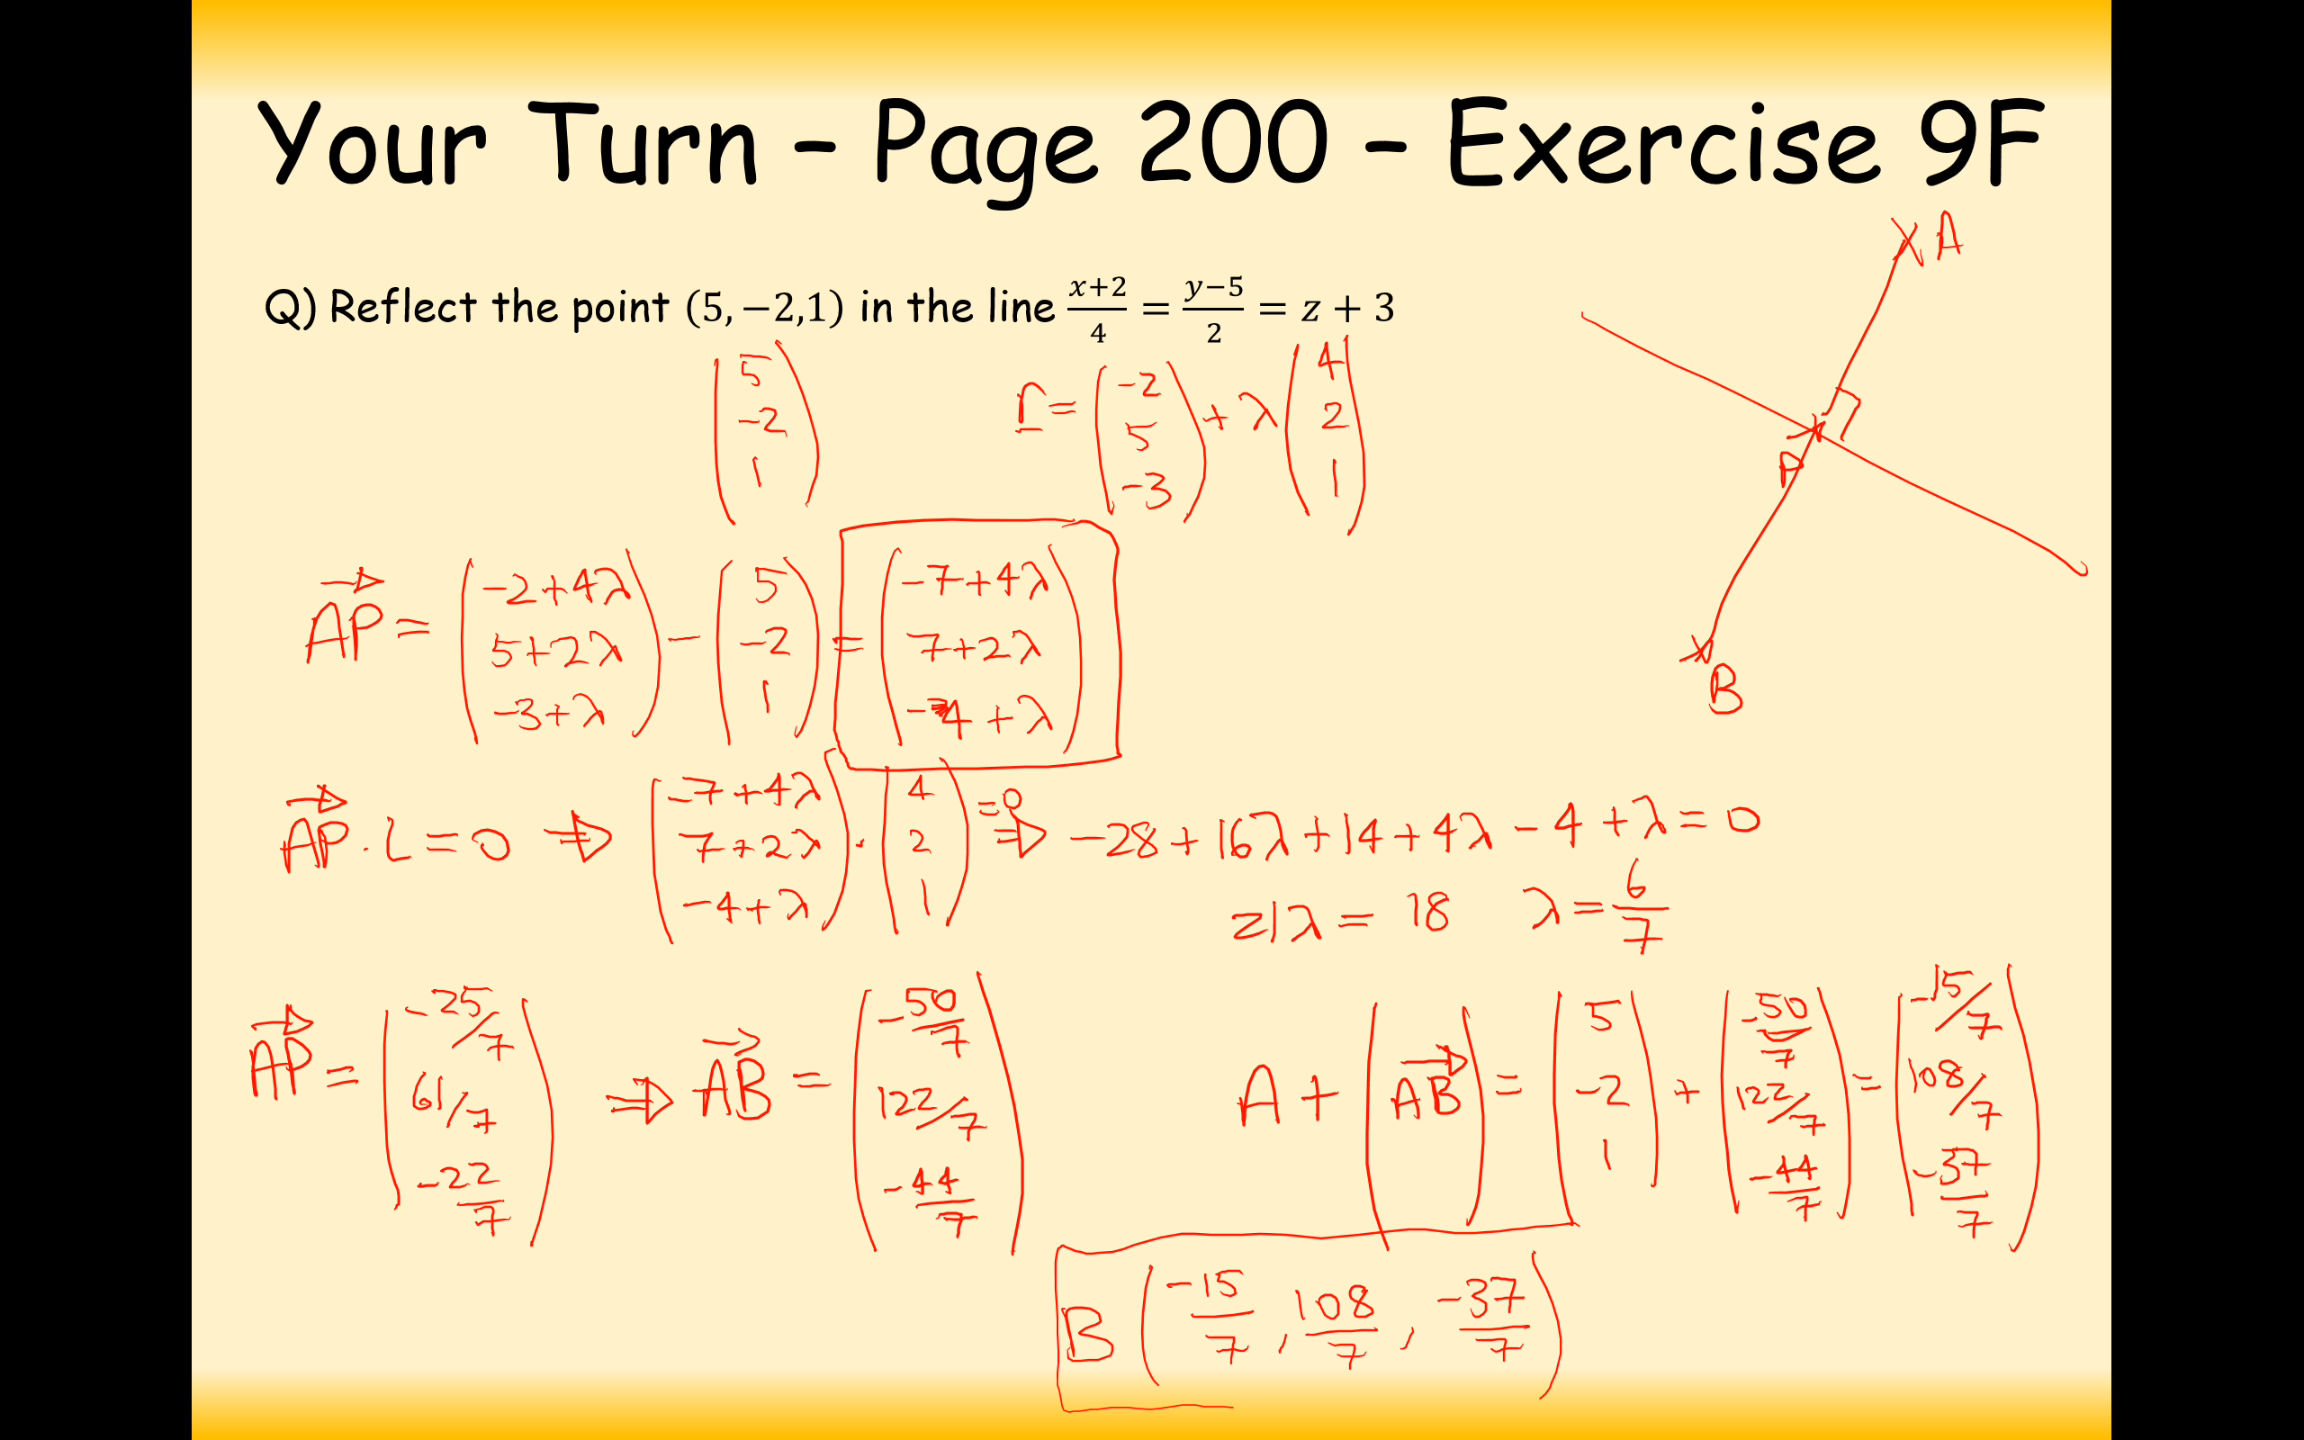 Your Turn – Page 200 – Exercise 9F
A
Q) Reflect the point (5, −2,1) in the line (x+2)/4 = (y−5)/2 = z + 3
(5 -2 1) r = (-2 5 -3) + λ(4 2 1)
P
B
AP = (-2+4λ 5+2λ -3+λ) - (5 -2 1) = (-7+4λ 7+2λ -4+λ)
AP . L = 0 ⇒ (-7+4λ 7+2λ -4+λ) . (4 2 1) =0 ⇒ -28 + 16λ + 14 + 4λ - 4 + λ = 0
21λ = 18 λ = 6/7
AP = (-25/7 61/7 -22/7) ⇒ AB = (-50/7 122/7 -44/7) A + (AB) = (5 -2 1) + (-50/7 122/7 -44/7) = (-15/7 108/7 -37/7)
B (-15/7 , 108/7 , -37/7)